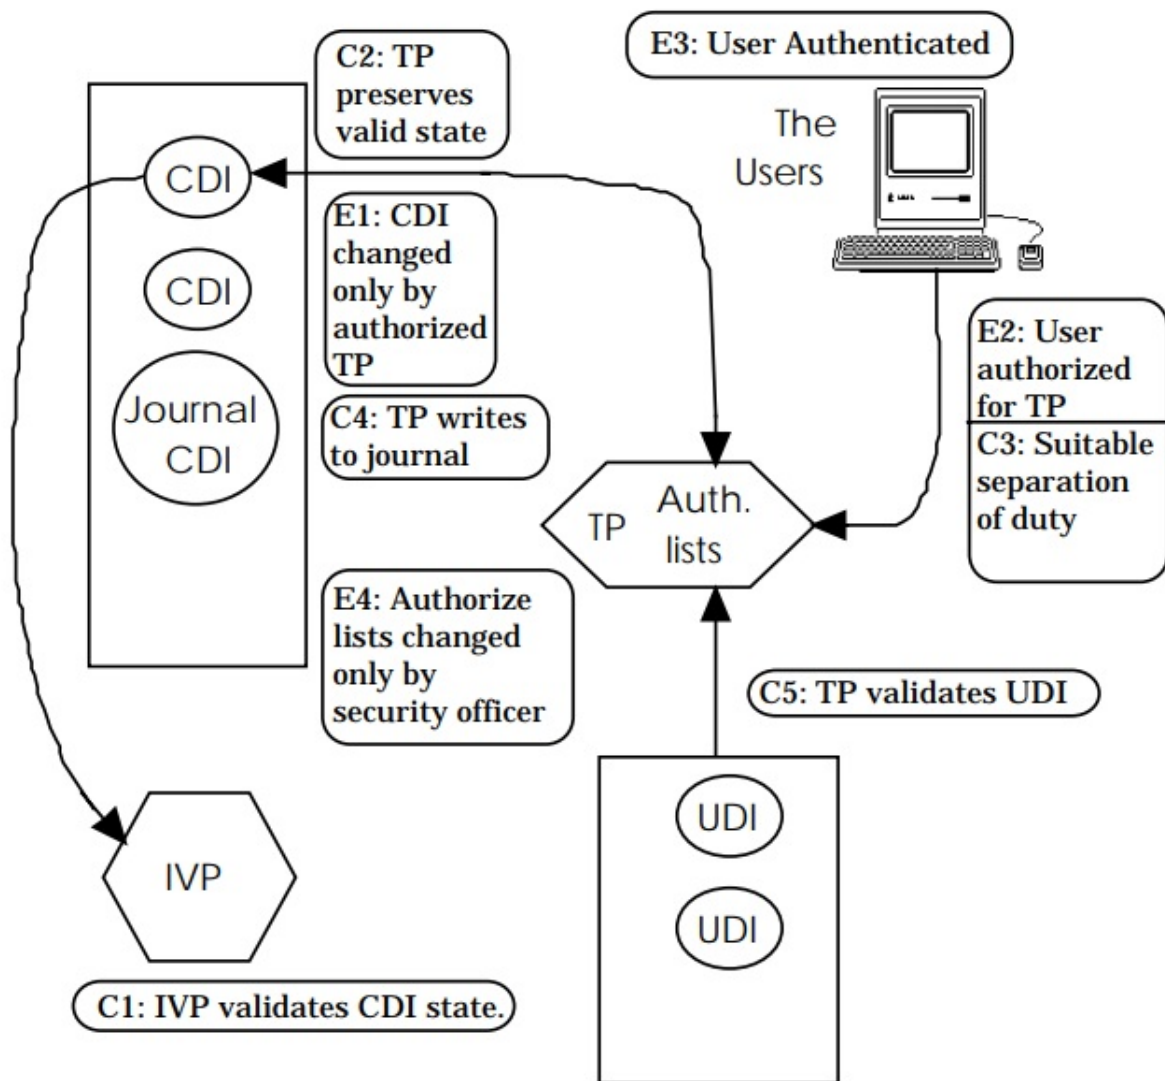 E3: User Authenticated
C2: TP
preserves
valid state
The
Users
CDI
E1: CDI
changed
only by
authorized
TP
CDI
E2: User
authorized
for TP
C3: Suitable
separation
of duty
Journal
CDI
C4: TP writes
to journal
TP
Auth.
lists
E4: Authorize
lists changed
only by
security officer
C5: TP validates UDI
UDI
UDI
IVP
C1: IVP validates CDI state.